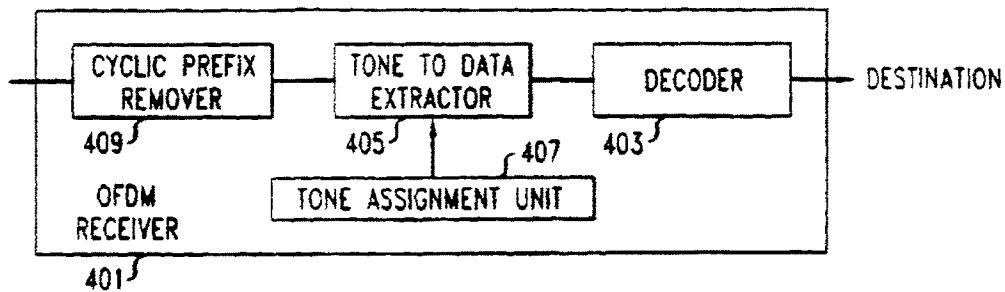 CYCLIC PREFIX
REMOVER
409
TONE TO DATA
EXTRACTOR
405
DECODER
403
DESTINATION
407
TONE ASSIGNMENT UNIT
OFDM
RECEIVER
401